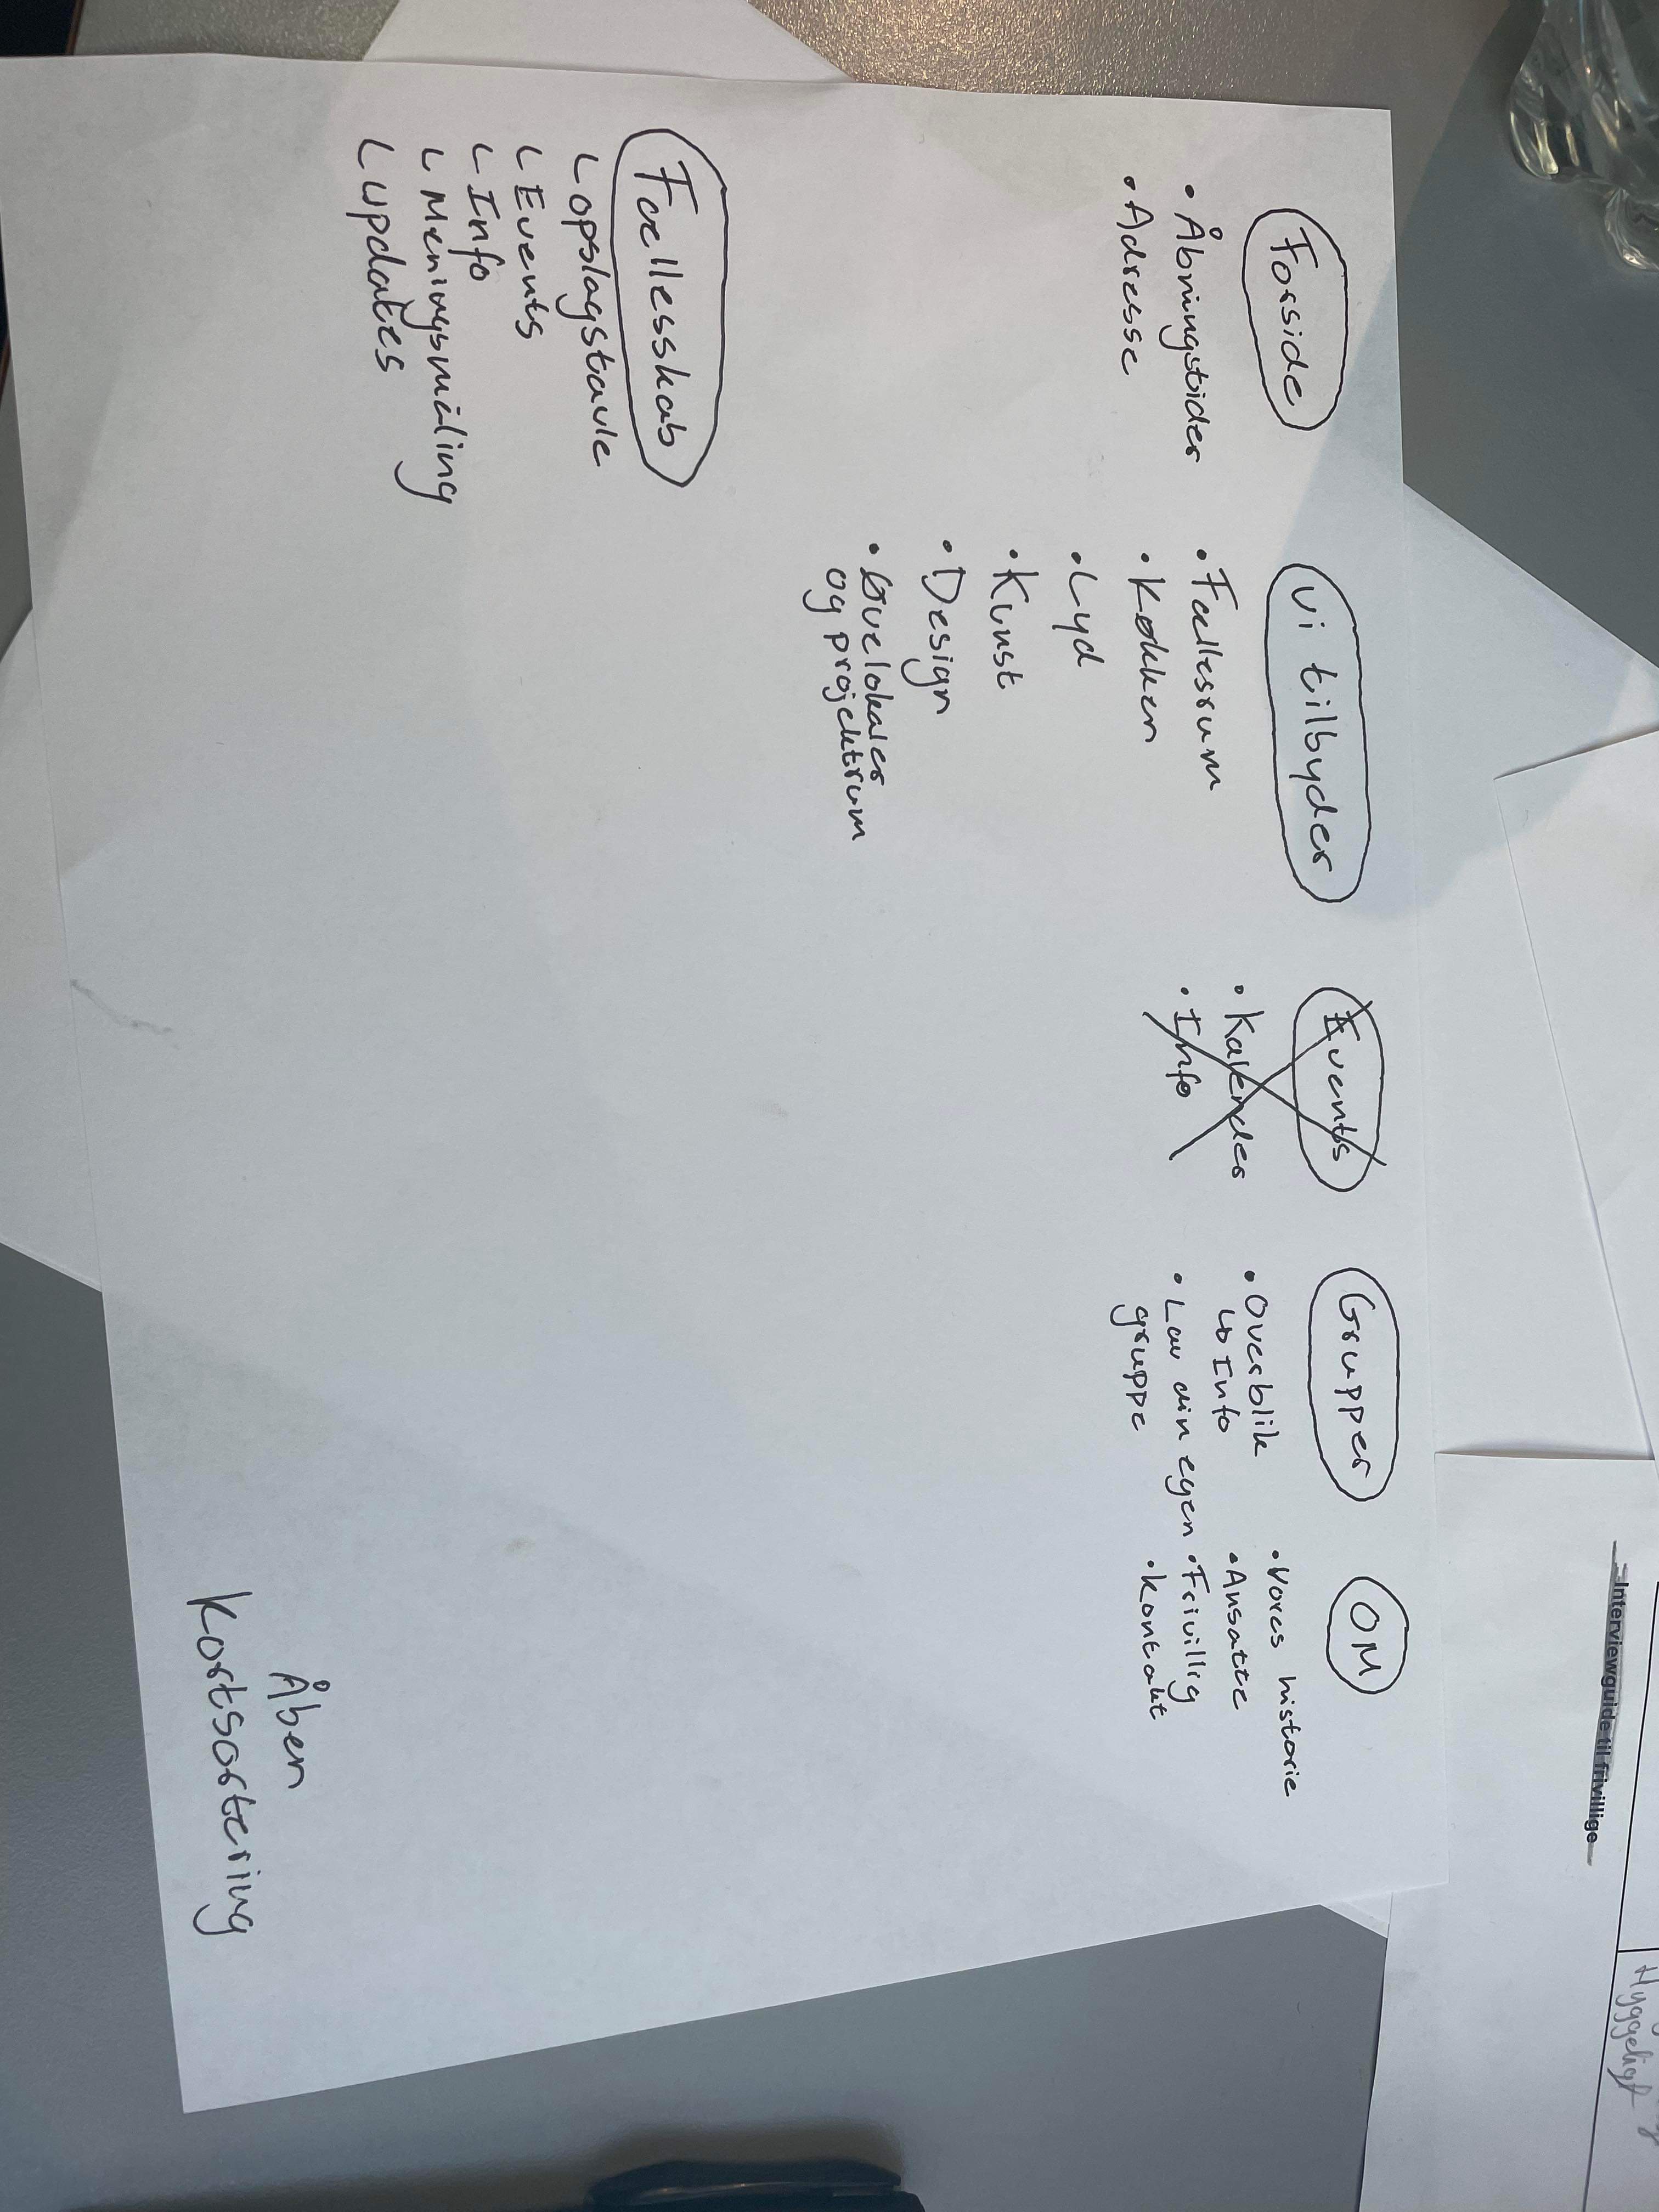 Forside
• Åbningstider
• Adresse
Vi tilbyder
• Fællesrum
• Køkken
• Lyd
• Kunst
• Design
• Øvelokaler
og projektrum
Events
• Kalender
• Info
Grupper
• Overblik
↳ Info
• Lav din egen
gruppe
OM
• Vores historie
• Ansatte
• Frivillig
• Kontakt
Fællesskab
L opslagstavle
L Events
L Info
L Meningsmåling
L updates
Åben
Kortsortering
Interviewguide til frivillige
Hyggeligt